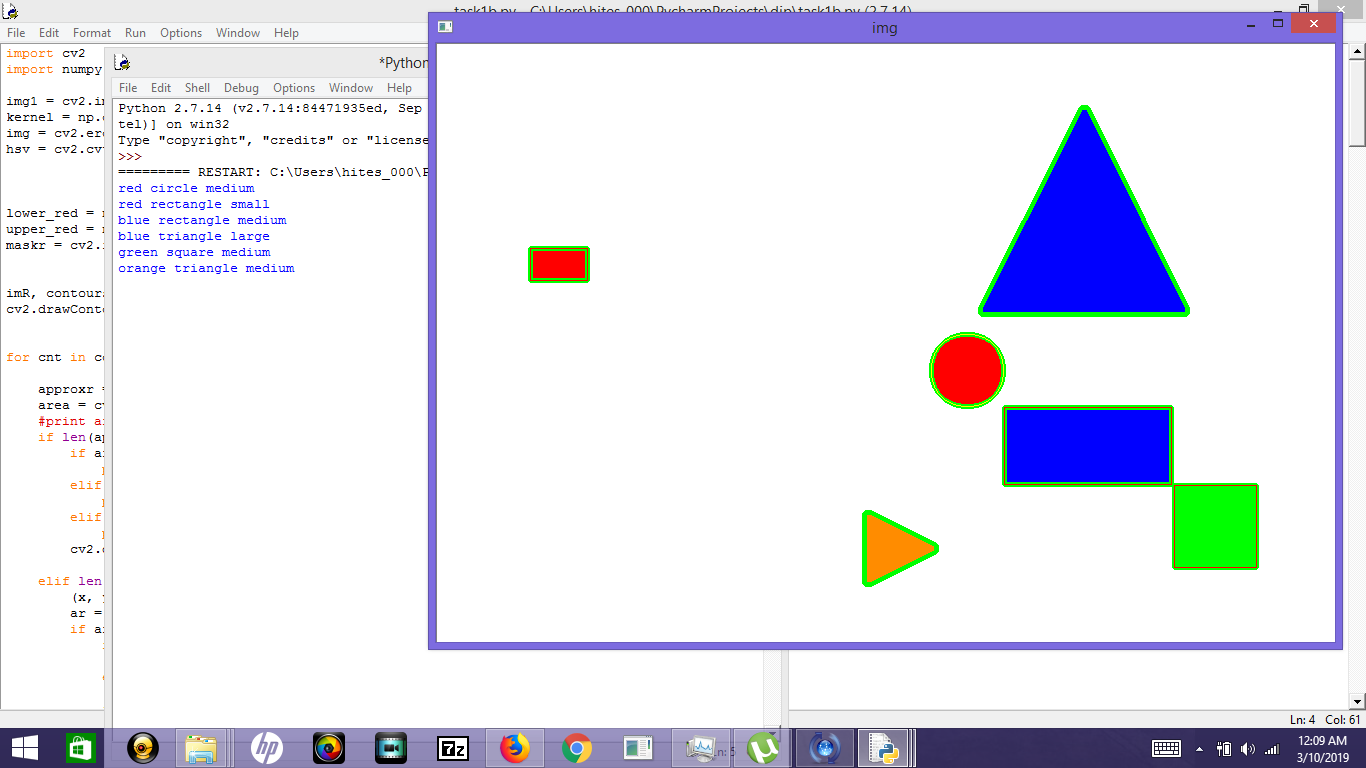 task1b.py - C:\Users\hites_000\PycharmProjects\dip\task1b.py (2.7.14)
File Edit Format Run Options Window Help
import cv2
import numpy
img1 = cv2.i
kernel = np.
img = cv2.er
hsv = cv2.cv
lower_red =
upper_red =
maskr = cv2.
imR, contour
cv2.drawCont
for cnt in c
approxr =
area = c
#print a
if len(a
if a
elif
elif
cv2.
elif len
(x,
ar =
if a
*Python
File Edit Shell Debug Options Window Help
Python 2.7.14 (v2.7.14:84471935ed, Sep
tel)] on win32
Type "copyright", "credits" or "license
>>>
========= RESTART: C:\Users\hites_000\P
red circle medium
red rectangle small
blue rectangle medium
blue triangle large
green square medium
orange triangle medium
img
Ln: 5
Ln: 4 Col: 61
hp
7z
12:09 AM
3/10/2019